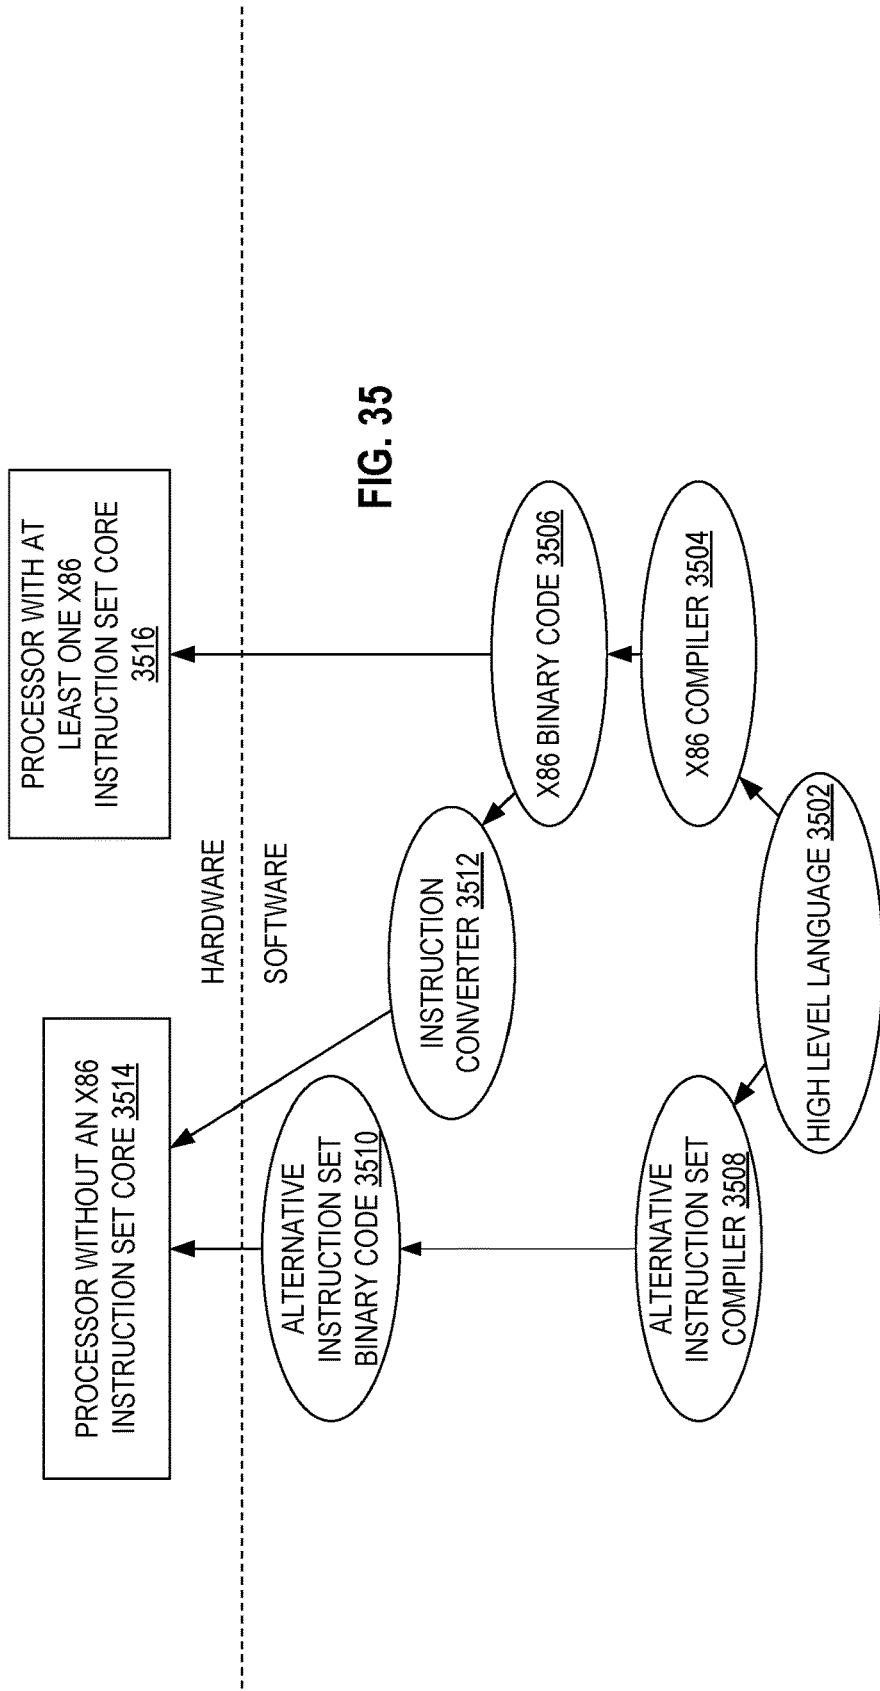 PROCESSOR WITHOUT AN X86
INSTRUCTION SET CORE 3514
PROCESSOR WITH AT
LEAST ONE X86
INSTRUCTION SET CORE
3516
HARDWARE
SOFTWARE
ALTERNATIVE
INSTRUCTION SET
BINARY CODE 3510
INSTRUCTION
CONVERTER 3512
FIG. 35
X86 BINARY CODE 3506
ALTERNATIVE
INSTRUCTION SET
COMPILER 3508
X86 COMPILER 3504
HIGH LEVEL LANGUAGE 3502